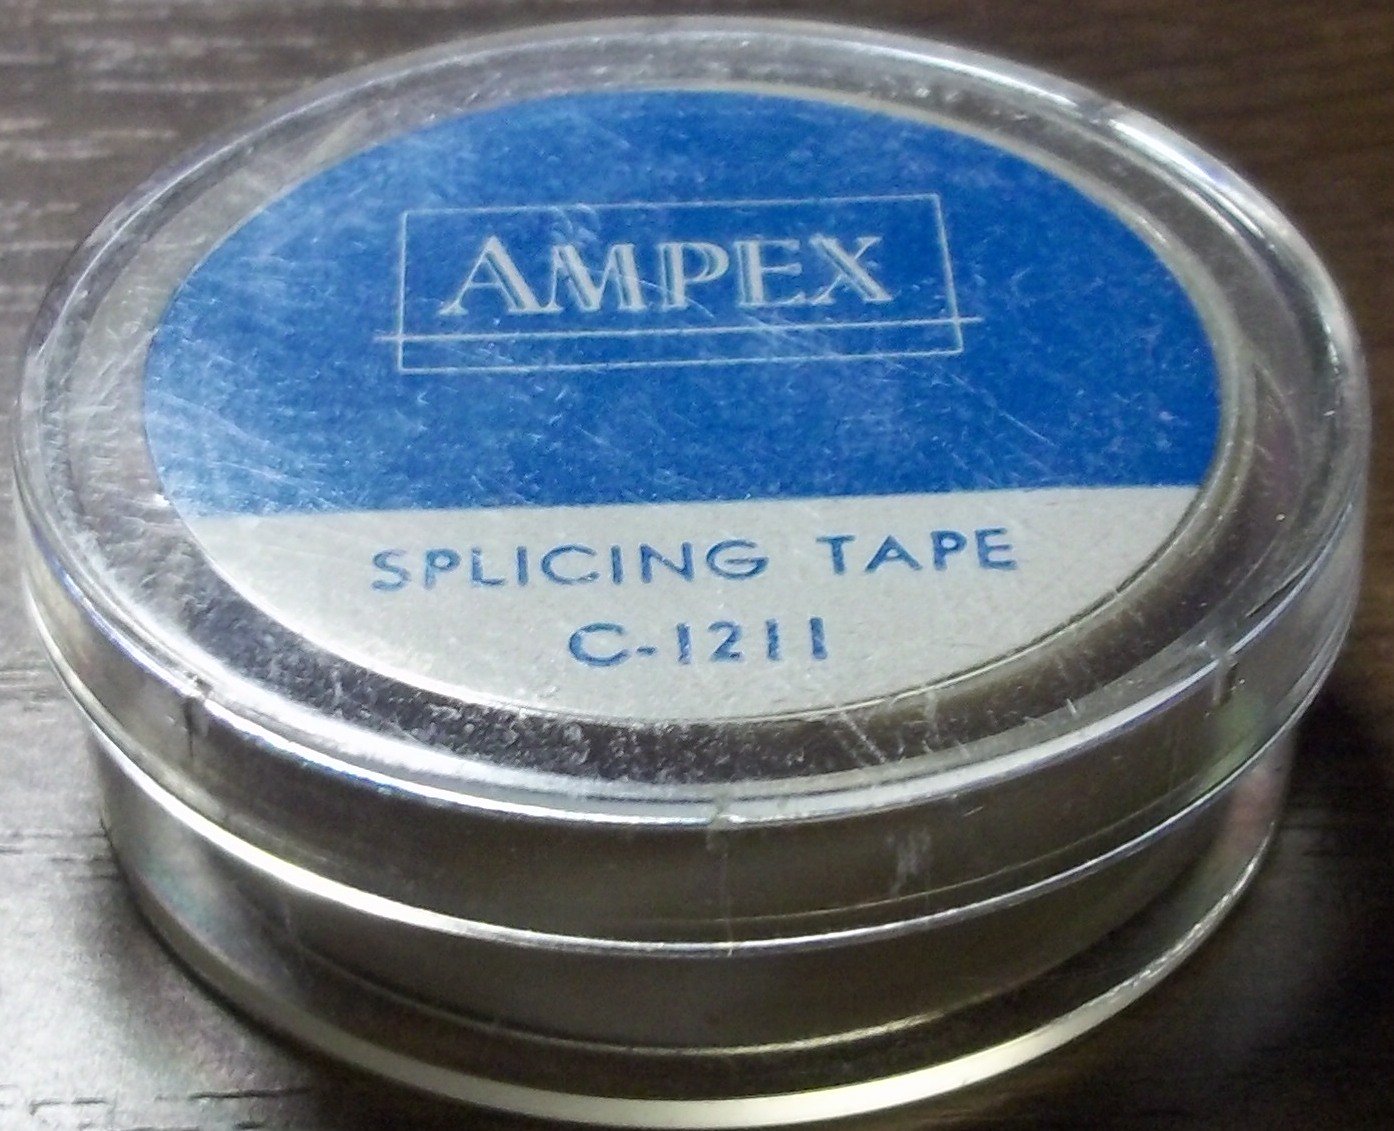 AMPEX
SPLICING TAPE
C-1211